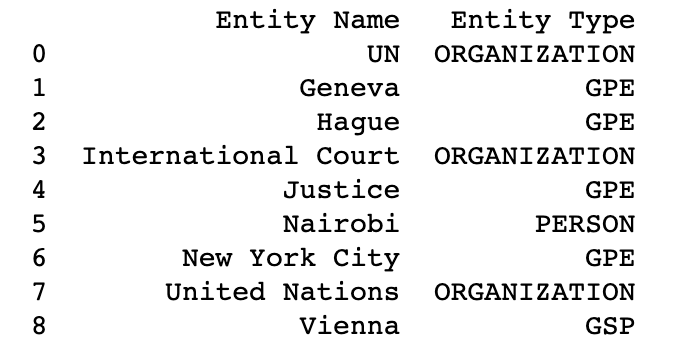 Entity Name Entity Type
0 UN ORGANIZATION
1 Geneva GPE
2 Hague GPE
3 International Court ORGANIZATION
4 Justice GPE
5 Nairobi PERSON
6 New York City GPE
7 United Nations ORGANIZATION
8 Vienna GSP